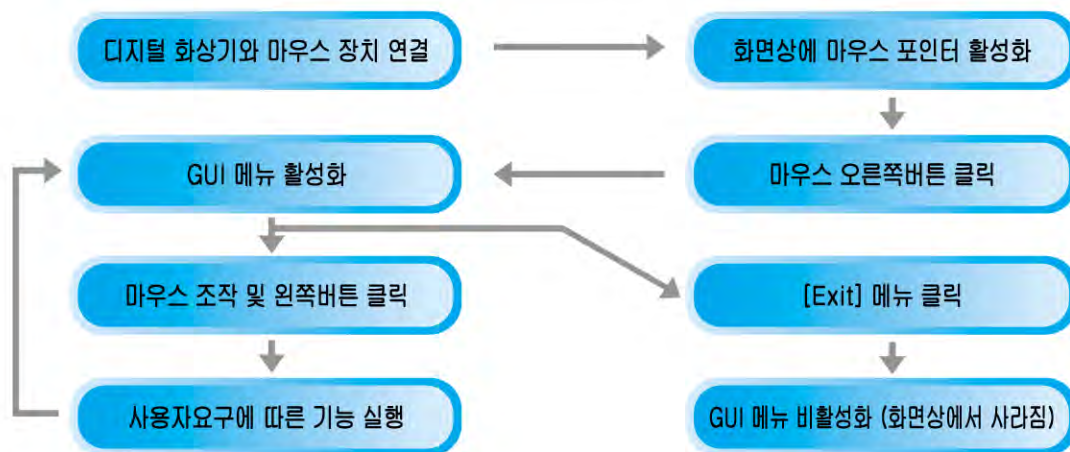 디지털 화상기와 마우스 장치 연결
화면상에 마우스 포인터 활성화
GUI 메뉴 활성화
마우스 오른쪽버튼 클릭
마우스 조작 및 왼쪽버튼 클릭
[Exit] 메뉴 클릭
사용자요구에 따른 기능 실행
GUI 메뉴 비활성화 (화면상에서 사라짐)